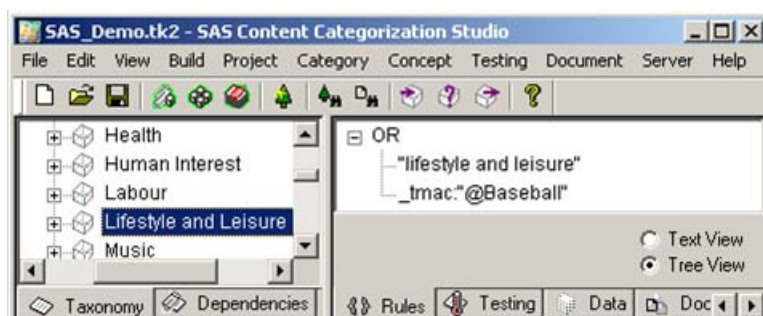 SAS_Demo.tk2 - SAS Content Categorization Studio
File Edit View Build Project Category Concept Testing Document Server Help
Health
Human Interest
Labour
Lifestyle and Leisure
Music
OR
"lifestyle and leisure"
_tmac:"@Baseball"
Text View
Tree View
Taxonomy Dependencies
Rules Testing Data Doc